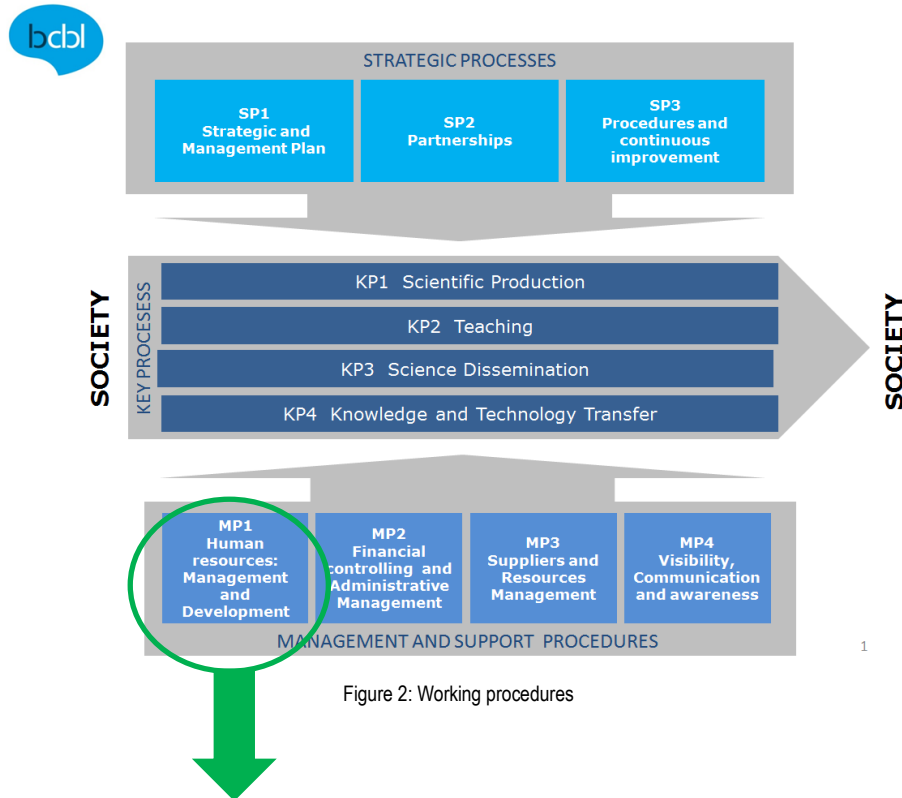 bcbl
STRATEGIC PROCESSES
SP1
Strategic and
Management Plan
SP2
Partnerships
SP3
Procedures and
continuous
improvement
SOCIETY
KEY PROCESESS
KP1 Scientific Production
KP2 Teaching
KP3 Science Dissemination
KP4 Knowledge and Technology Transfer
SOCIETY
MP1
Human
resources:
Management
and
Development
MP2
Financial
controlling and
Administrative
Management
MP3
Suppliers and
Resources
Management
MP4
Visibility,
Communication
and awareness
MANAGEMENT AND SUPPORT PROCEDURES
1
Figure 2: Working procedures